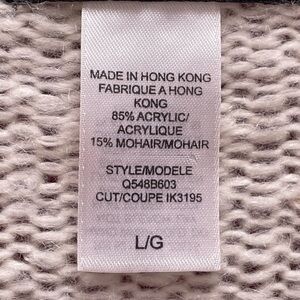 MADE IN HONG KONG
FABRIQUE A HONG
KONG
85% ACRYLIC/
ACRYLIQUE
15% MOHAIR/MOHAIR
STYLE/MODELE
Q548B603
CUT/COUPE IK3195
L/G